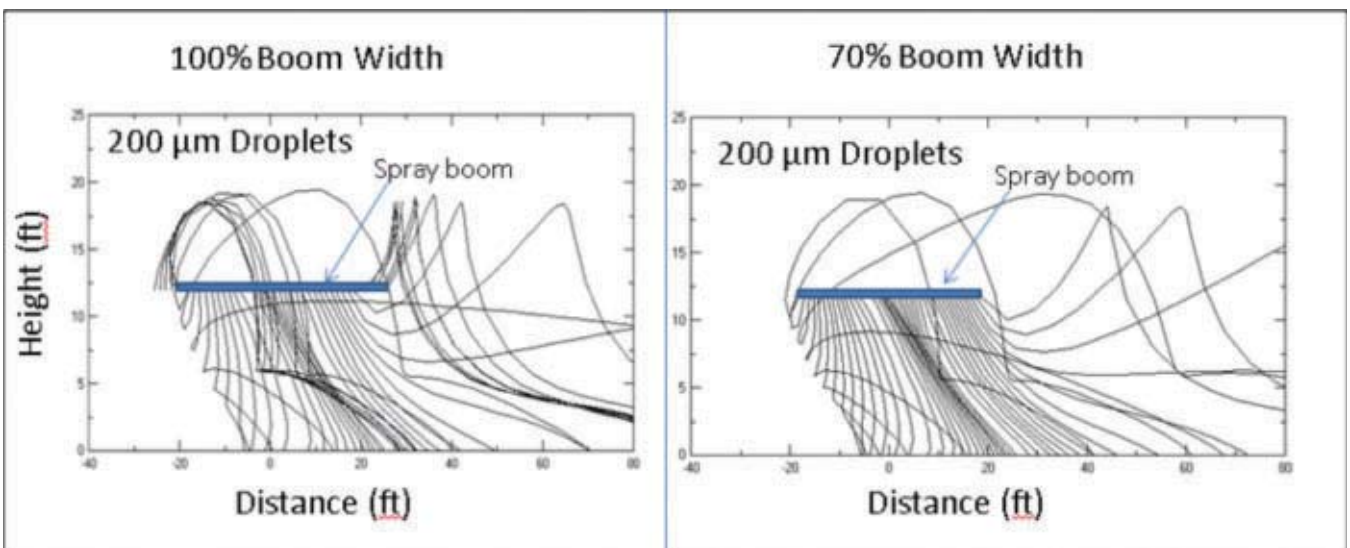 100% Boom Width
200 µm Droplets
Spray boom
25
20
15
10
5
0
-40
-20
0
20
40
60
80
Height (ft)
Distance (ft)
70% Boom Width
200 µm Droplets
Spray boom
25
20
15
10
5
0
-40
-20
0
20
40
60
80
Distance (ft)